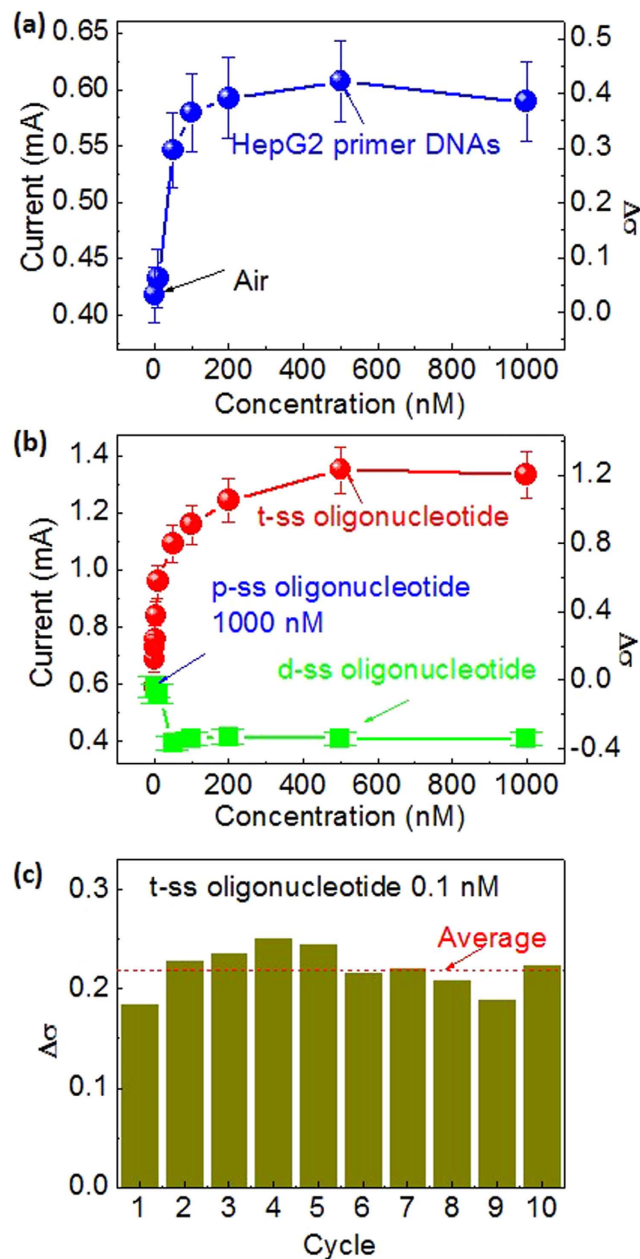 (a)
0.65
0.60
0.55
0.50
0.45
0.40
Current (mA)
HepG2 primer DNAs
Air
0.5
0.4
0.3
0.2
0.1
0.0
Δσ
0 200 400 600 800 1000
Concentration (nM)
(b)
1.4
1.2
1.0
0.8
0.6
0.4
Current (mA)
t-ss oligonucleotide
p-ss oligonucleotide
1000 nM
d-ss oligonucleotide
1.2
0.8
0.4
0.0
-0.4
Δσ
0 200 400 600 800 1000
Concentration (nM)
(c)
0.3
0.2
0.1
0.0
Δσ
t-ss oligonucleotide 0.1 nM
Average
1 2 3 4 5 6 7 8 9 10
Cycle